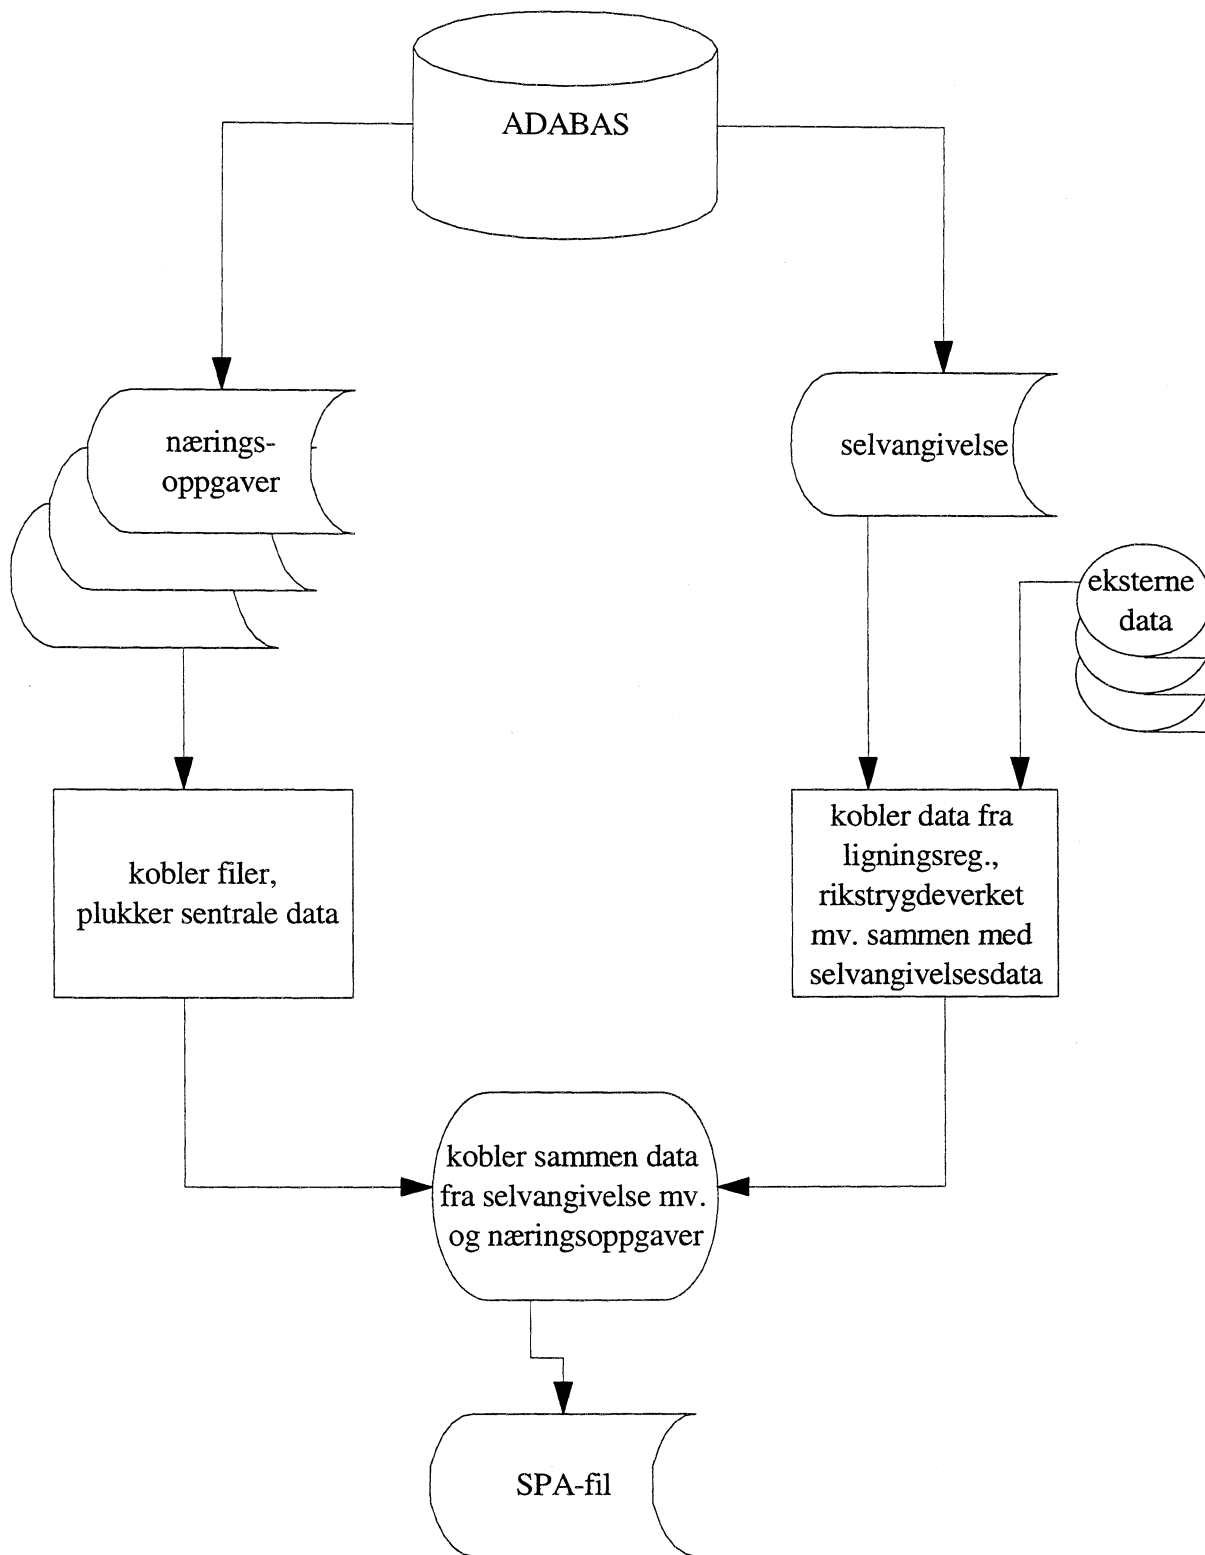 ADABAS
nærings-
oppgaver
selvangivelse
eksterne
data
kobler filer,
plukker sentrale data
kobler data fra
ligningsreg.,
rikstrygdeverket
mv. sammen med
selvangivelsesdata
kobler sammen data
fra selvangivelse mv.
og næringsoppgaver
SPA-fil